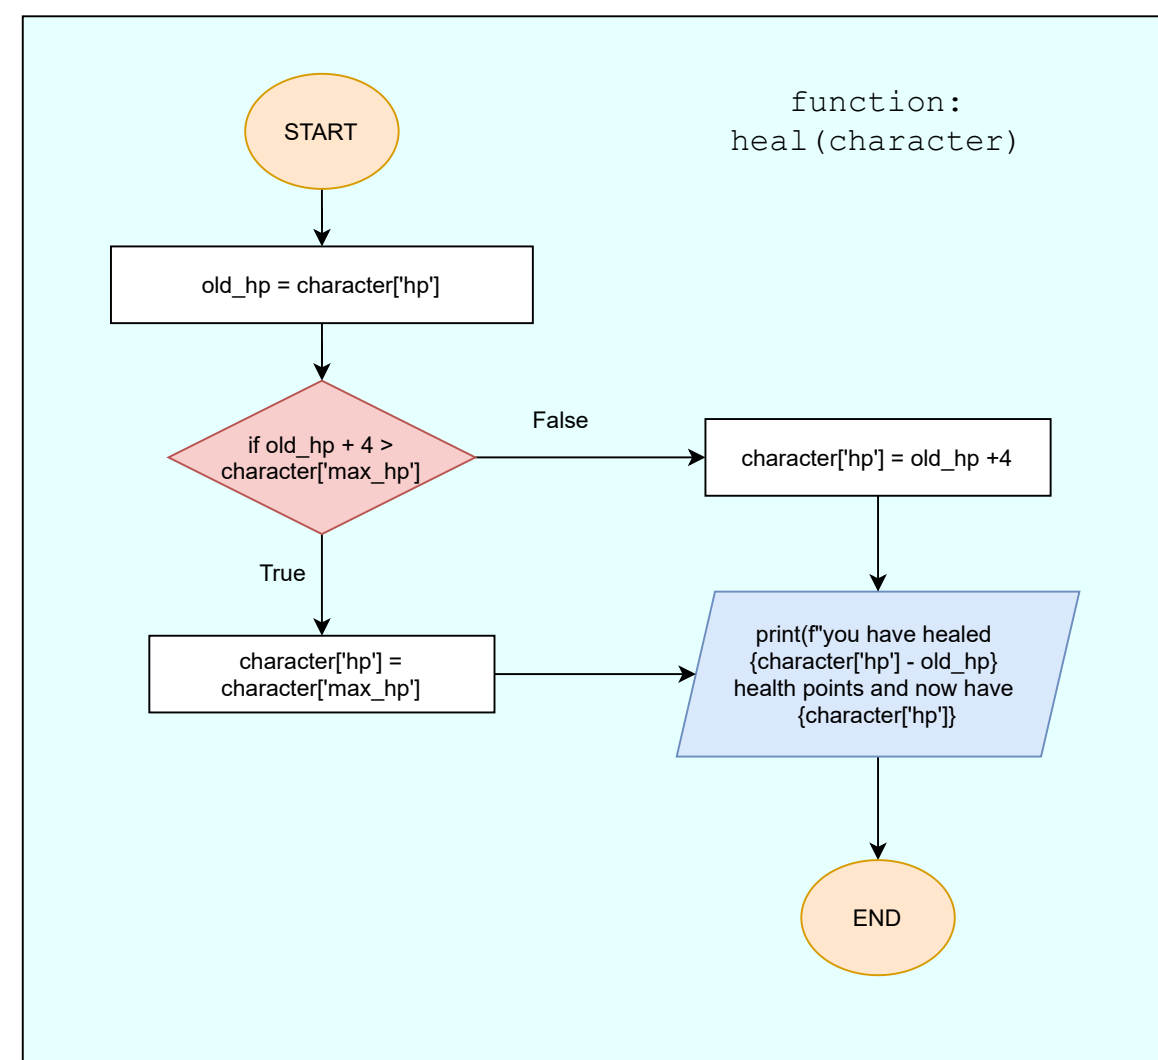 START
function:
heal(character)
old_hp = character['hp']
if old_hp + 4 >
character['max_hp']
False
character['hp'] = old_hp +4
True
character['hp'] =
character['max_hp']
print(f"you have healed
{character['hp'] - old_hp}
health points and now have
{character['hp']}
END